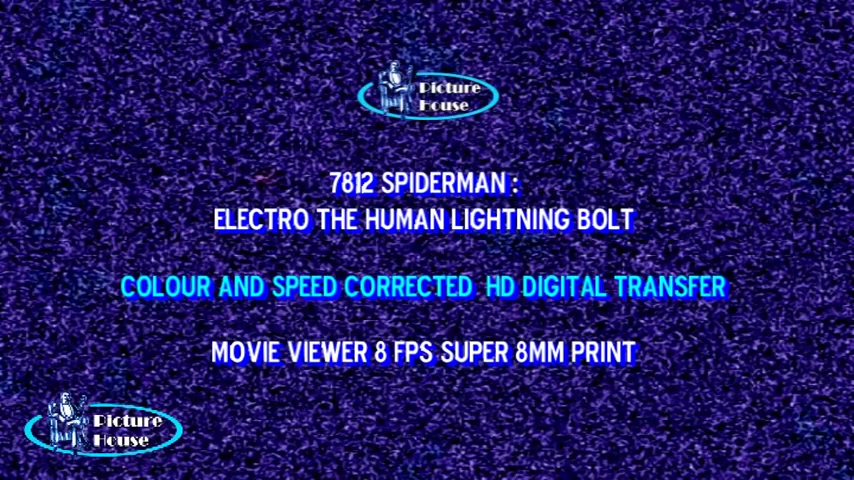 Picture
House
7812 SPIDERMAN :
ELECTRO THE HUMAN LIGHTNING BOLT
COLOUR AND SPEED CORRECTED HD DIGITAL TRANSFER
MOVIE VIEWER 8 FPS SUPER 8MM PRINT
Picture
House